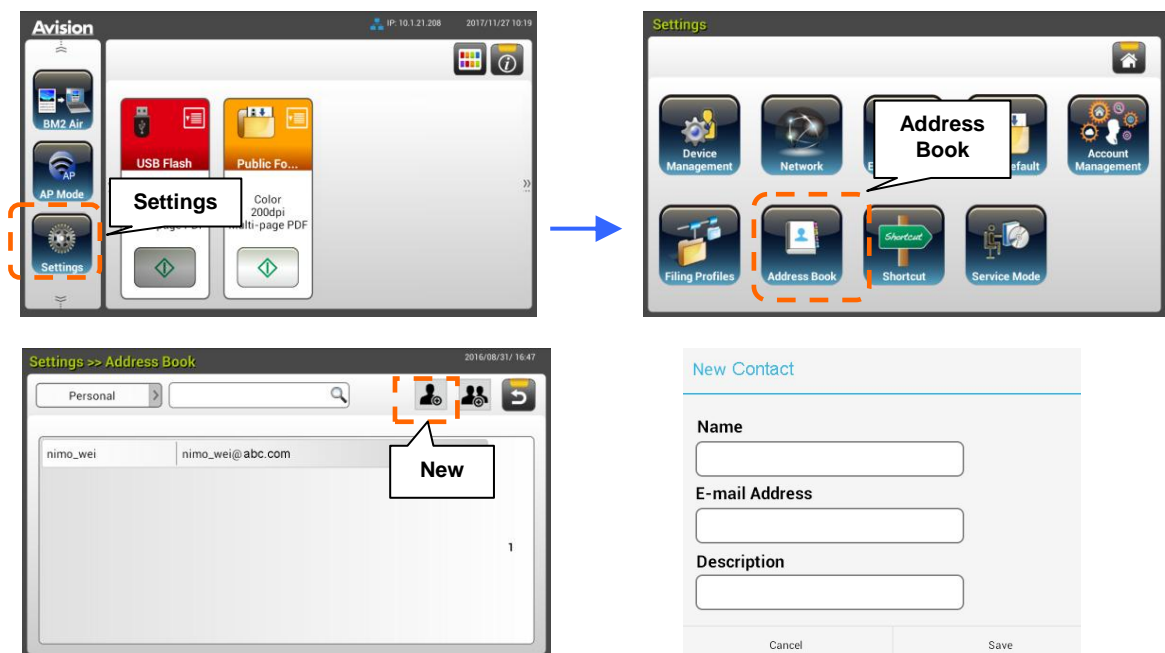 Avision
IP: 10.1.21.208
2017/11/27 10:19
BM2 Air
AP
AP Mode
Settings
USB Flash
Public Fo...
Color
200dpi
Multi-page PDF
Settings
Settings
Address
Book
Device
Management
Network
Account
Management
Filing Profiles
Address Book
Shortcut
Shortcut
Service Mode
Settings >> Address Book
2016/08/31/ 16:47
Personal
nimo_wei
nimo_wei@abc.com
New
1
New Contact
Name
E-mail Address
Description
Cancel
Save